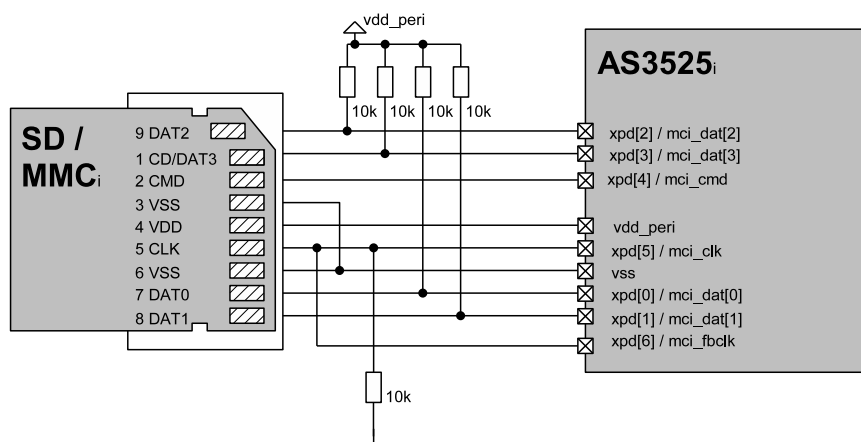 vdd_peri
10k 10k 10k 10k
SD /
MMCi
9 DAT2
1 CD/DAT3
2 CMD
3 VSS
4 VDD
5 CLK
6 VSS
7 DAT0
8 DAT1
AS3525i
xpd[2] / mci_dat[2]
xpd[3] / mci_dat[3]
xpd[4] / mci_cmd
vdd_peri
xpd[5] / mci_clk
vss
xpd[0] / mci_dat[0]
xpd[1] / mci_dat[1]
xpd[6] / mci_fbclk
10k